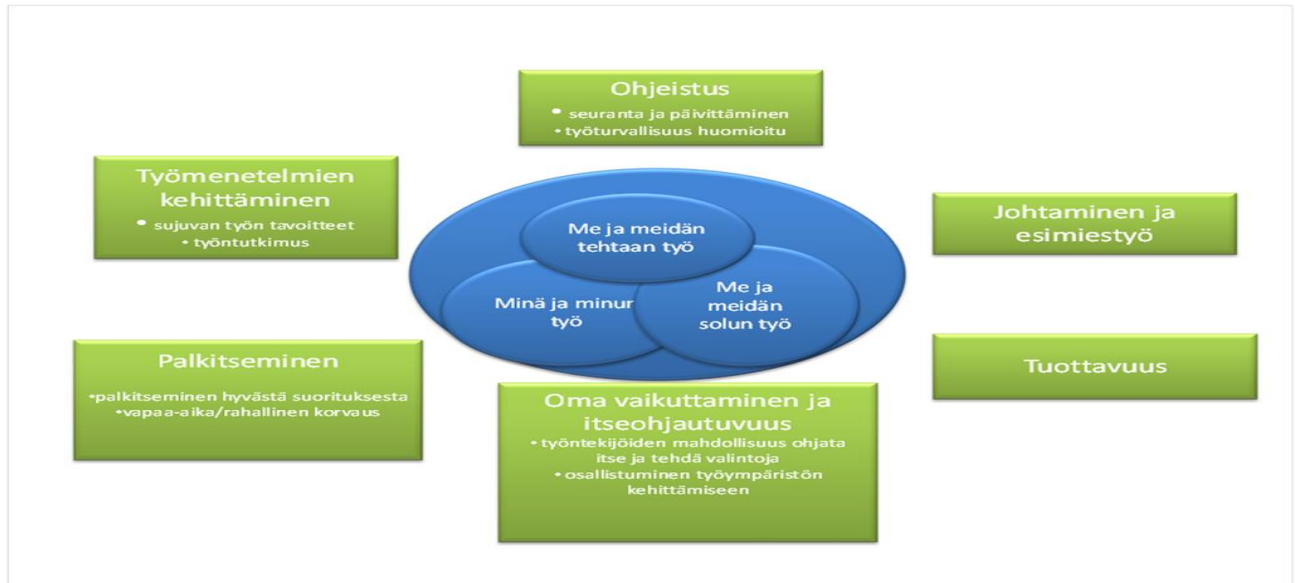 Ohjeistus
• seuranta ja päivittäminen
• työturvallisuus huomioitu
Työmenetelmien
kehittäminen
• sujuvan työn tavoitteet
• työntutkimus
Johtaminen ja
esimiestyö
Me ja meidän
tehtaan työ
Minä ja minun
työ
Me ja
meidän
solun työ
Palkitseminen
•palkitseminen hyvästä suorituksesta
•vapaa-aika/rahallinen korvaus
Tuottavuus
Oma vaikuttaminen ja
itseohjautuvuus
• työntekijöiden mahdollisuus ohjata
itse ja tehdä valintoja
• osallistuminen työympäristön
kehittämiseen